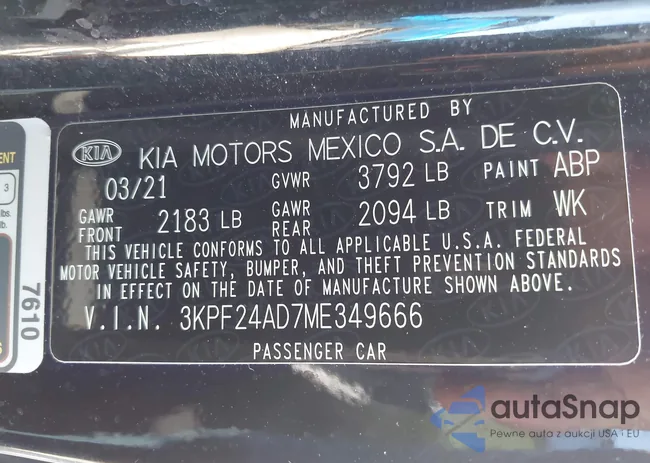 MANUFACTURED BY
KIA KIA MOTORS MEXICO S.A. DE C.V.
03/21 GVWR 3792 LB PAINT ABP
GAWR FRONT 2183 LB GAWR REAR 2094 LB TRIM WK
THIS VEHICLE CONFORMS TO ALL APPLICABLE U.S.A. FEDERAL
MOTOR VEHICLE SAFETY, BUMPER, AND THEFT PREVENTION STANDARDS
IN EFFECT ON THE DATE OF MANUFACTURE SHOWN ABOVE.
V.I.N. 3KPF24AD7ME349666
PASSENGER CAR
7610
3
lbs.
autaSnap
Pewne auta z aukcji USA i EU